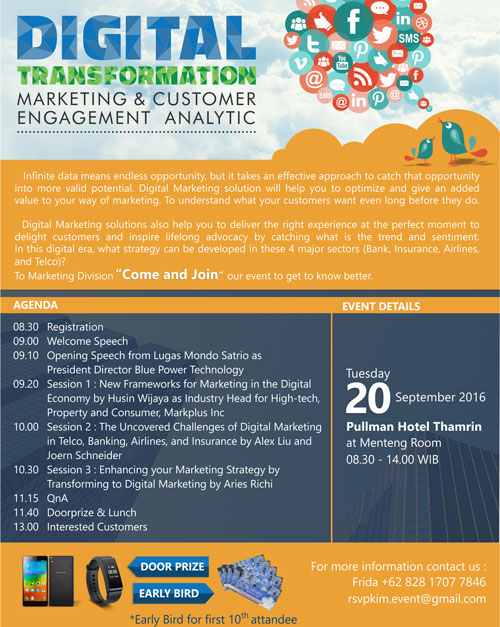 DIGITAL
TRANSFORMATION
MARKETING & CUSTOMER
ENGAGEMENT ANALYTIC
SMS
You Tube
SMS
Infinite data means endless opportunity, but it takes an effective approach to catch that opportunity
into more valid potential. Digital Marketing solution will help you to optimize and give an added
value to your way of marketing. To understand what your customers want even long before they do.
Digital Marketing solutions also help you to deliver the right experience at the perfect moment to
delight customers and inspire lifelong advocacy by catching what is the trend and sentiment.
In this digital era, what strategy can be developed in these 4 major sectors (Bank, Insurance, Airlines,
and Telco)?
To Marketing Division "Come and Join" our event to get to know better.
AGENDA
08.30 Registration
09.00 Welcome Speech
09.10 Opening Speech from Lugas Mondo Satrio as
President Director Blue Power Technology
09.20 Session 1 : New Frameworks for Marketing in the Digital
Economy by Husin Wijaya as Industry Head for High-tech,
Property and Consumer, Markplus Inc
10.00 Session 2 : The Uncovered Challenges of Digital Marketing
in Telco, Banking, Airlines, and Insurance by Alex Liu and
Joern Schneider
10.30 Session 3 : Enhancing your Marketing Strategy by
Transforming to Digital Marketing by Aries Richi
11.15 QnA
11.40 Doorprize & Lunch
13.00 Interested Customers
EVENT DETAILS
Tuesday
20 September 2016
Pullman Hotel Thamrin
at Menteng Room
08.30 - 14.00 WIB
DOOR PRIZE
EARLY BIRD
*Early Bird for first 10th attandee
For more information contact us :
Frida +62 828 1707 7846
rsvpkim.event@gmail.com